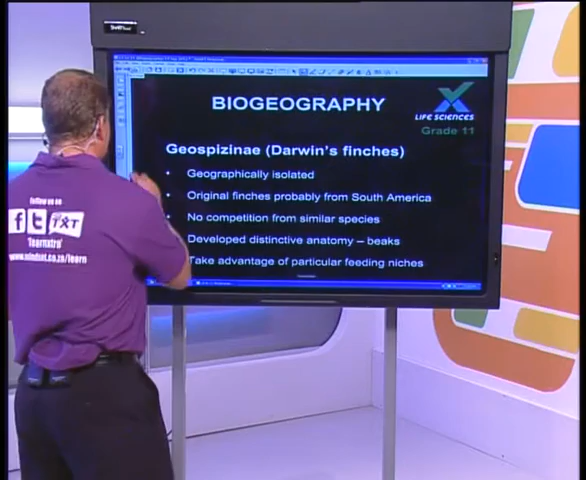 BIOGEOGRAPHY
LIFE SCIENCES
Grade 11
Geospizinae (Darwin's finches)
• Geographically isolated
• Original finches probably from South America
• No competition from similar species
Developed distinctive anatomy – beaks
Take advantage of particular feeding niches
follow us on
f t TXT
'learnxtra'
www.mindset.co.za/learn